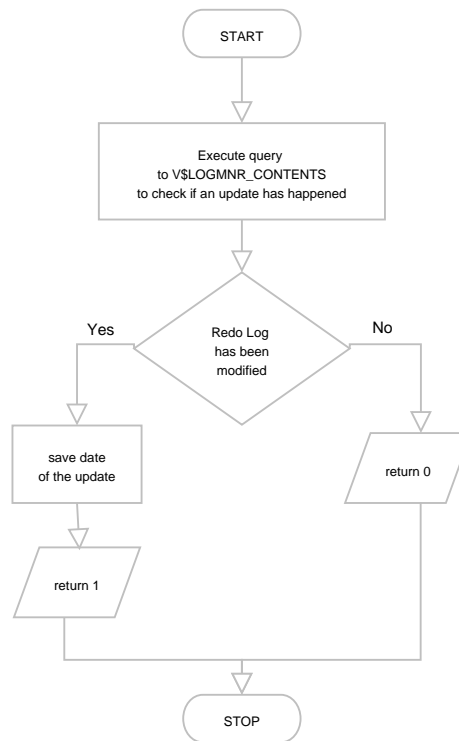 START
Execute query
to V$LOGMNR_CONTENTS
to check if an update has happened
Redo Log
has been
modified
Yes
No
save date
of the update
return 0
return 1
STOP